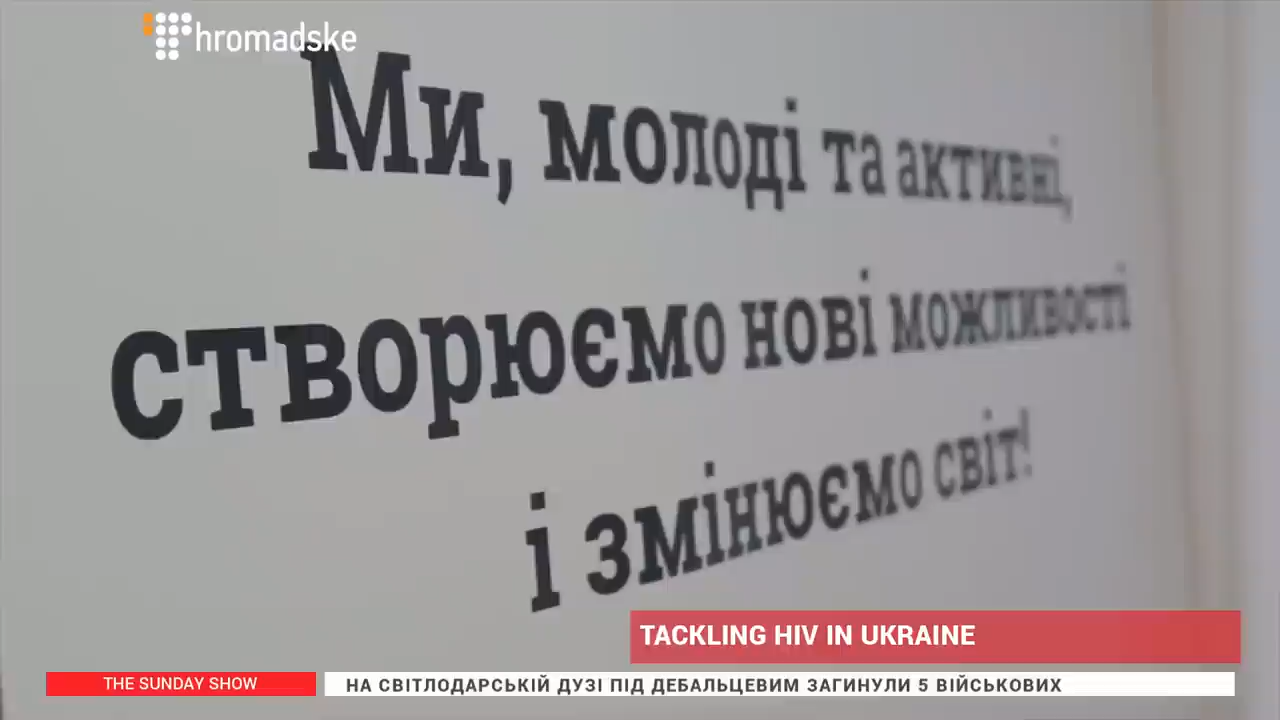 hromadske
Ми, молоді та активні,
створюємо нові можливості
і змінюємо світ!
TACKLING HIV IN UKRAINE
THE SUNDAY SHOW
НА СВІТЛОДАРСЬКІЙ ДУЗІ ПІД ДЕБАЛЬЦЕВИМ ЗАГИНУЛИ 5 ВІЙСЬКОВИХ